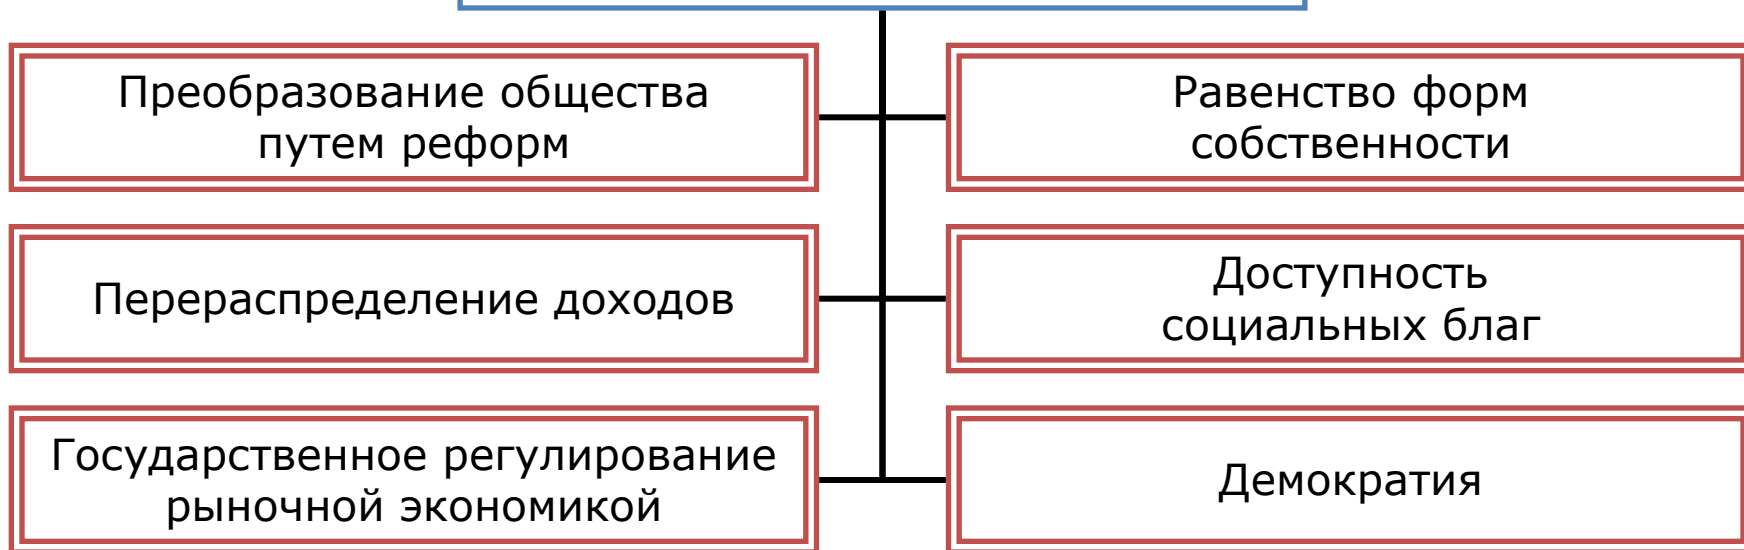 Преобразование общества
путем реформ
Равенство форм
собственности
Перераспределение доходов
Доступность
социальных благ
Государственное регулирование
рыночной экономикой
Демократия